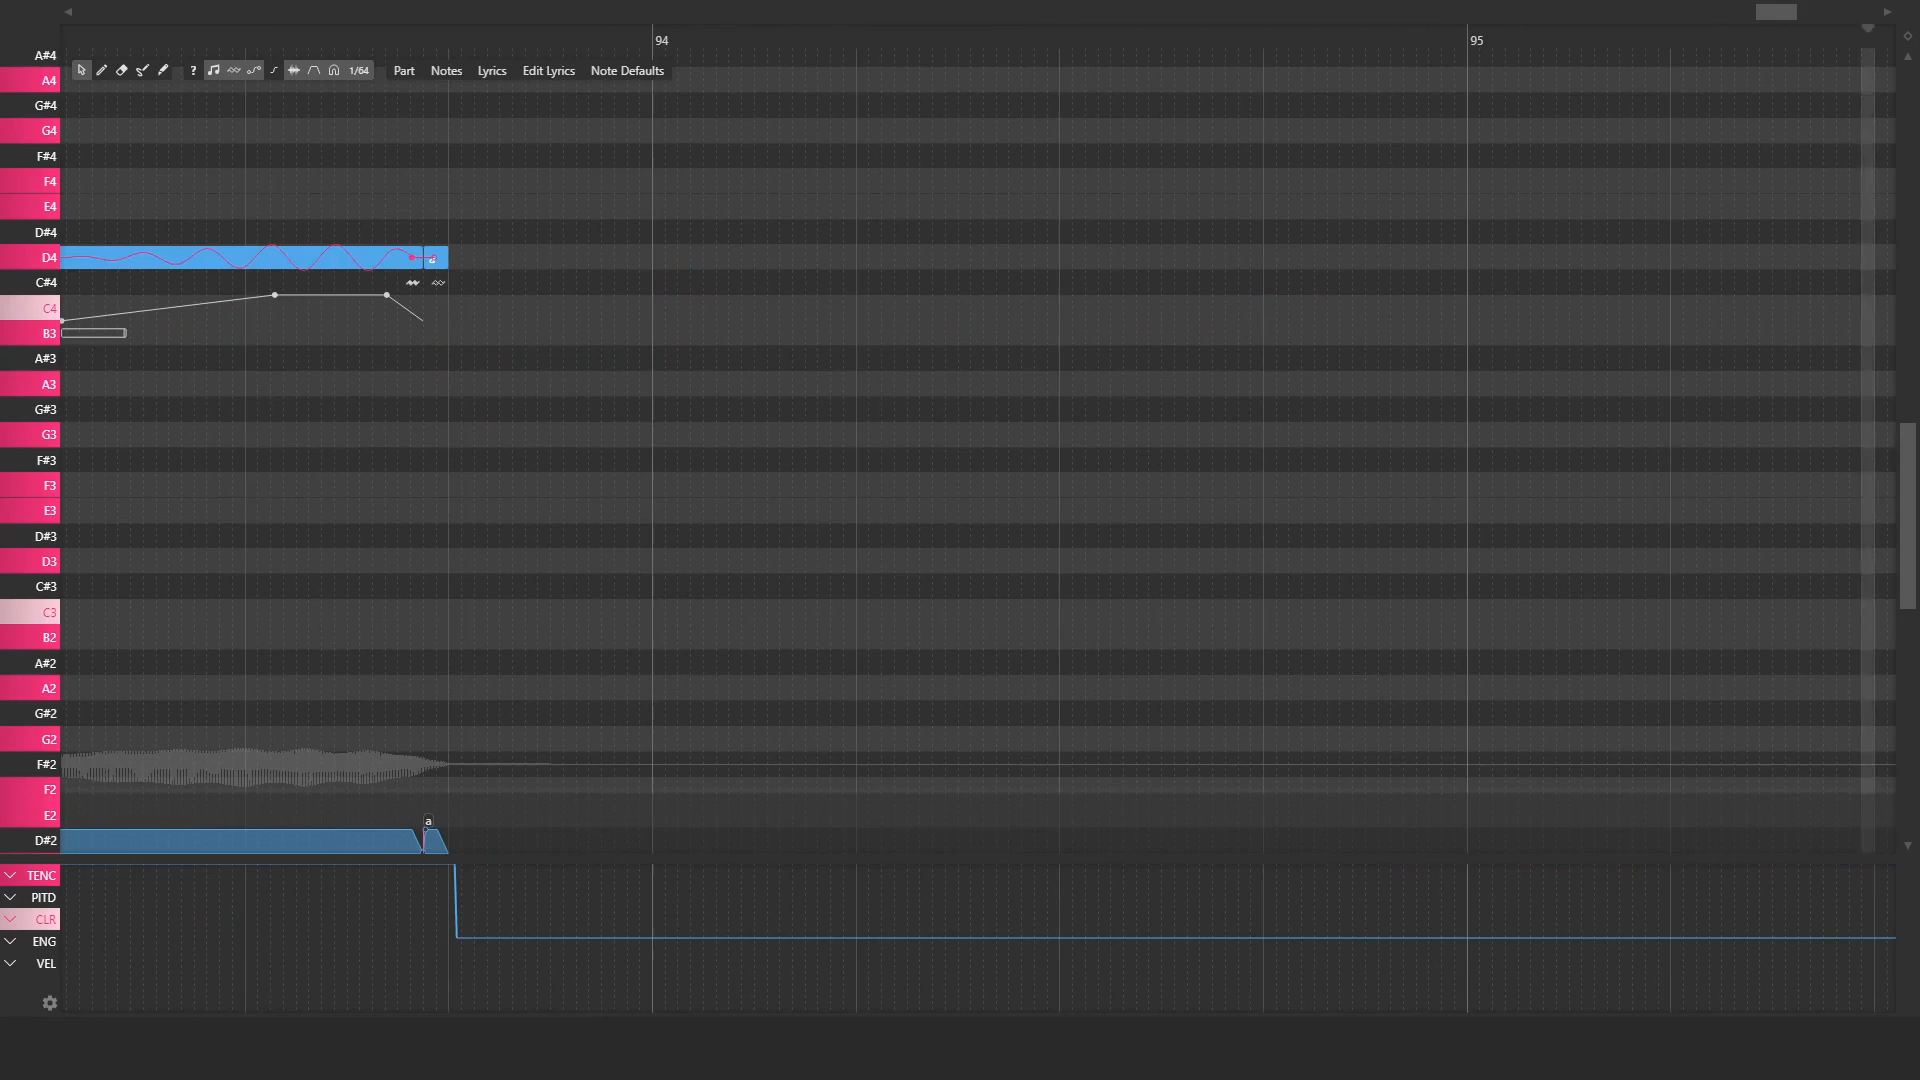 94
95
? 1/64 Part Notes Lyrics Edit Lyrics Note Defaults
A#4
A4
G#4
G4
F#4
F4
E4
D#4
D4
C#4
C4
B3
A#3
A3
G#3
G3
F#3
F3
E3
D#3
D3
C#3
C3
B2
A#2
A2
G#2
G2
F#2
F2
E2
a
D#2
TENC
PITD
CLR
ENG
VEL